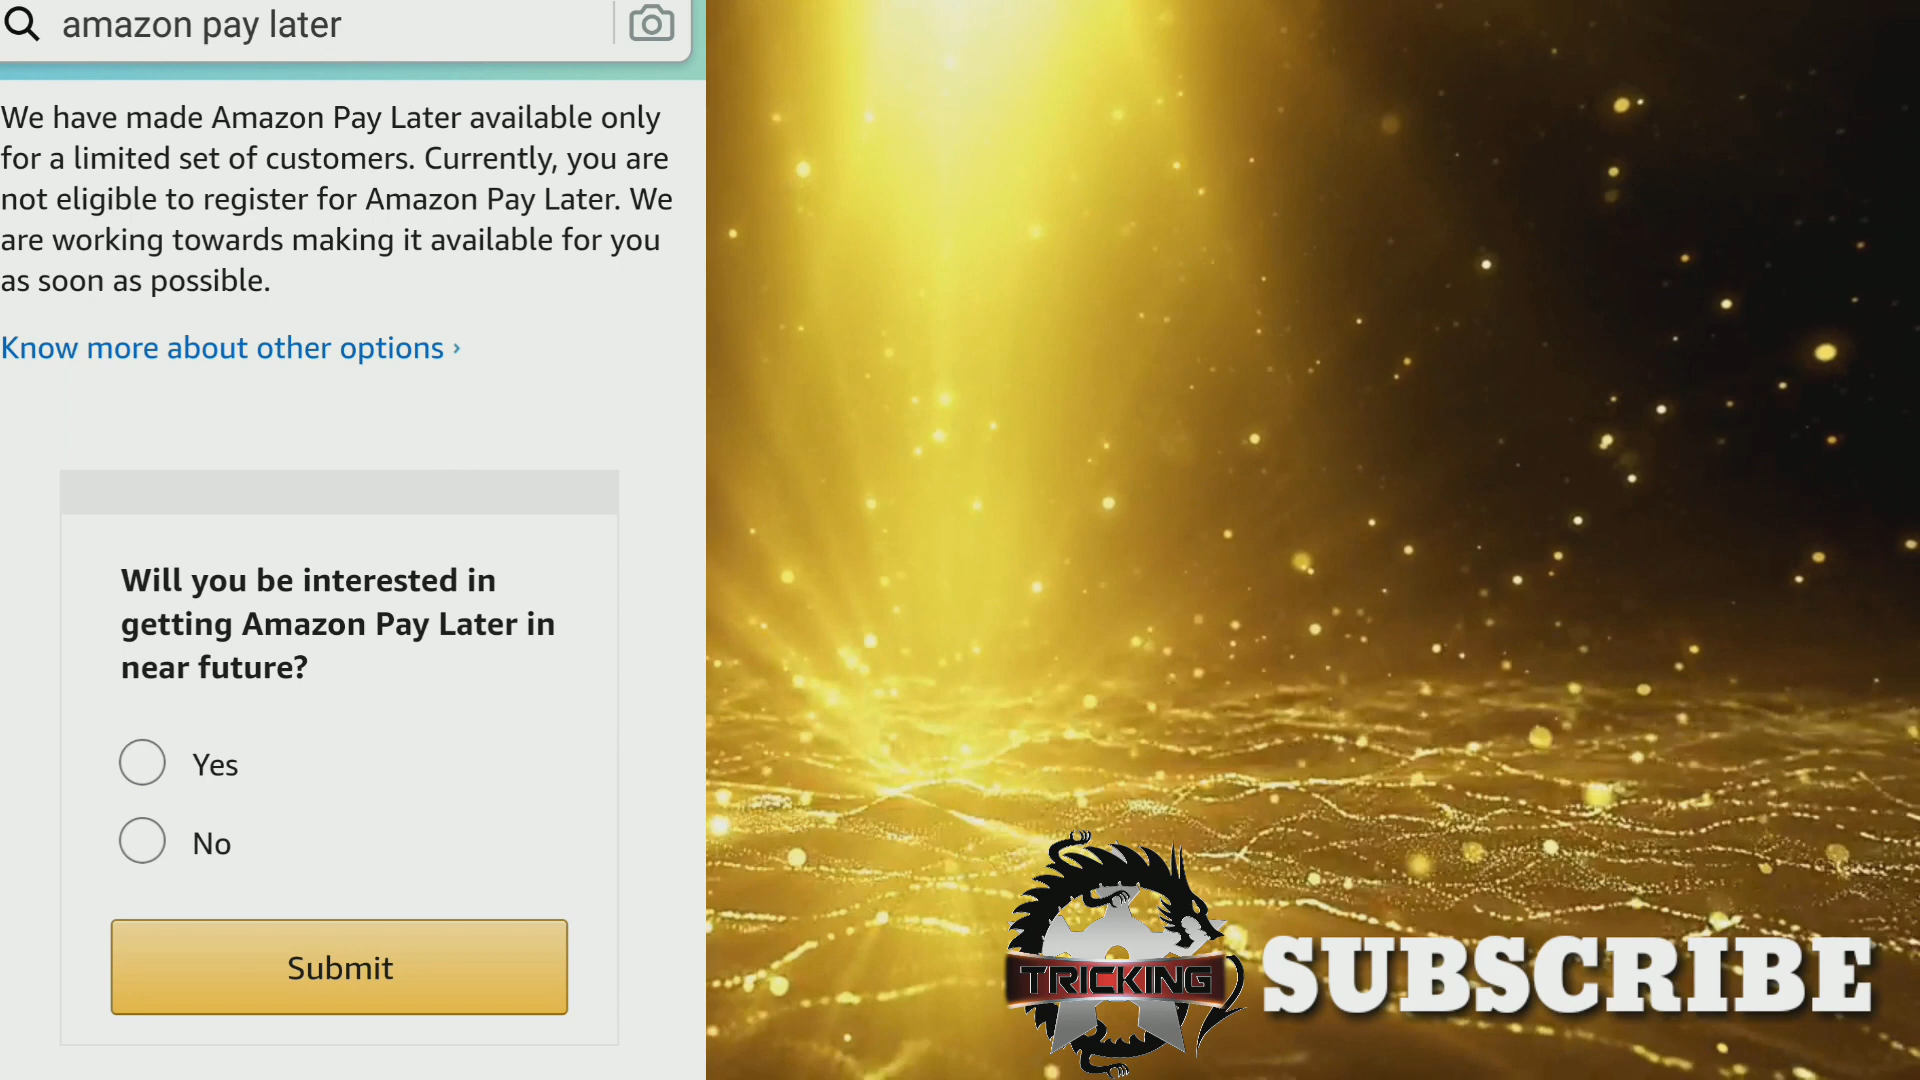 amazon pay later
We have made Amazon Pay Later available only
for a limited set of customers. Currently, you are
not eligible to register for Amazon Pay Later. We
are working towards making it available for you
as soon as possible.
Know more about other options ›
Will you be interested in
getting Amazon Pay Later in
near future?
Yes
No
Submit
TRICKING
SUBSCRIBE